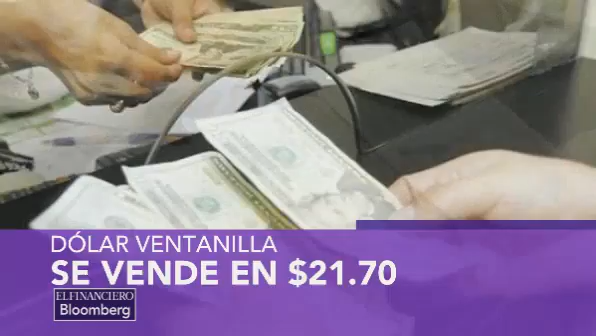 DÓLAR VENTANILLA
SE VENDE EN $21.70
EL FINANCIERO
Bloomberg